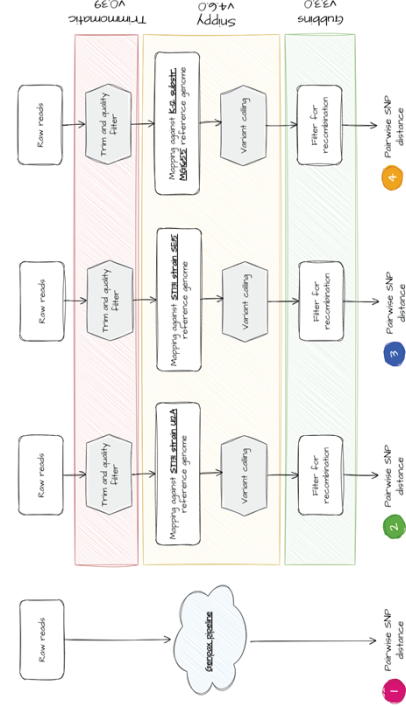 Trimmomatic
v0.39
Snippy
v4.6.0
Gubbins
v3.3.0
Raw reads
Genpax pipeline
Pairwise SNP
distance
1
Raw reads
Trim and quality
filter
Mapping against ST131 strain U12A
reference genome
Variant calling
Filter for
recombination
Pairwise SNP
distance
2
Raw reads
Trim and quality
filter
Mapping against ST131 strain SE15
reference genome
Variant calling
Filter for
recombination
Pairwise SNP
distance
3
Raw reads
Trim and quality
filter
Mapping against K-12 substr.
MG1655 reference genome
Variant calling
Filter for
recombination
Pairwise SNP
distance
4